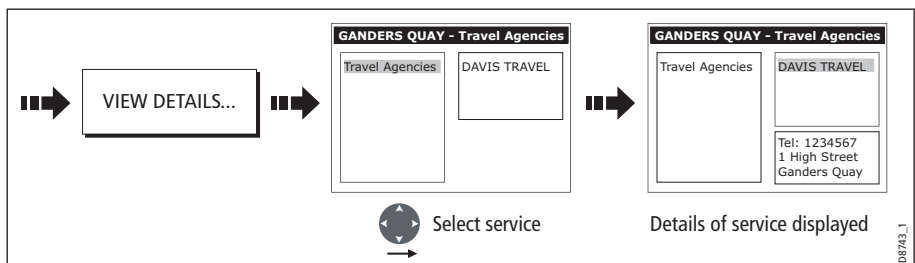 VIEW DETAILS...
GANDERS QUAY - Travel Agencies
Travel Agencies
DAVIS TRAVEL
Select service
GANDERS QUAY - Travel Agencies
Travel Agencies
DAVIS TRAVEL
Tel: 1234567
1 High Street
Ganders Quay
Details of service displayed
D8743_1